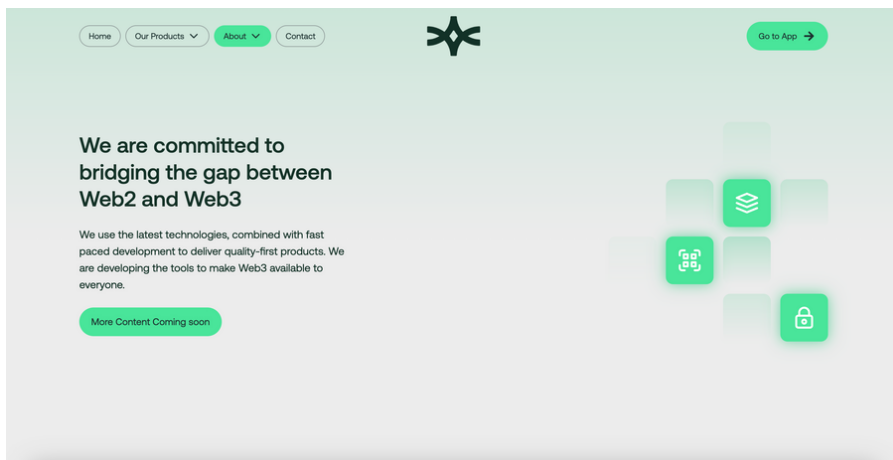 Home
Our Products
About
Contact
Go to App
We are committed to
bridging the gap between
Web2 and Web3
We use the latest technologies, combined with fast
paced development to deliver quality-first products. We
are developing the tools to make Web3 available to
everyone.
More Content Coming soon